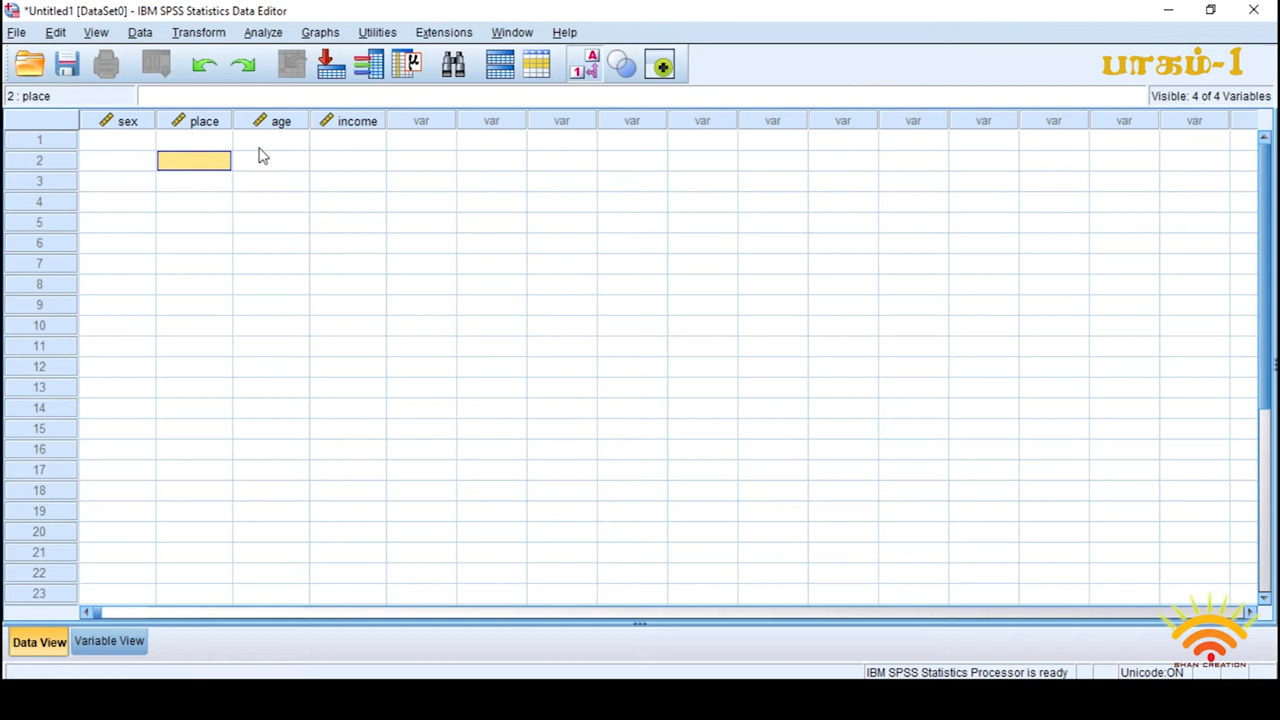 *Untitled1 [DataSet0] - IBM SPSS Statistics Data Editor
File Edit View Data Transform Analyze Graphs Utilities Extensions Window Help
பாகம்-1
2 : place
Visible: 4 of 4 Variables
sex place age income var var var var var var var var var var var var
1
2
3
4
5
6
7
8
9
10
11
12
13
14
15
16
17
18
19
20
21
22
23
Data View Variable View
SHAN CREATION
IBM SPSS Statistics Processor is ready Unicode:ON